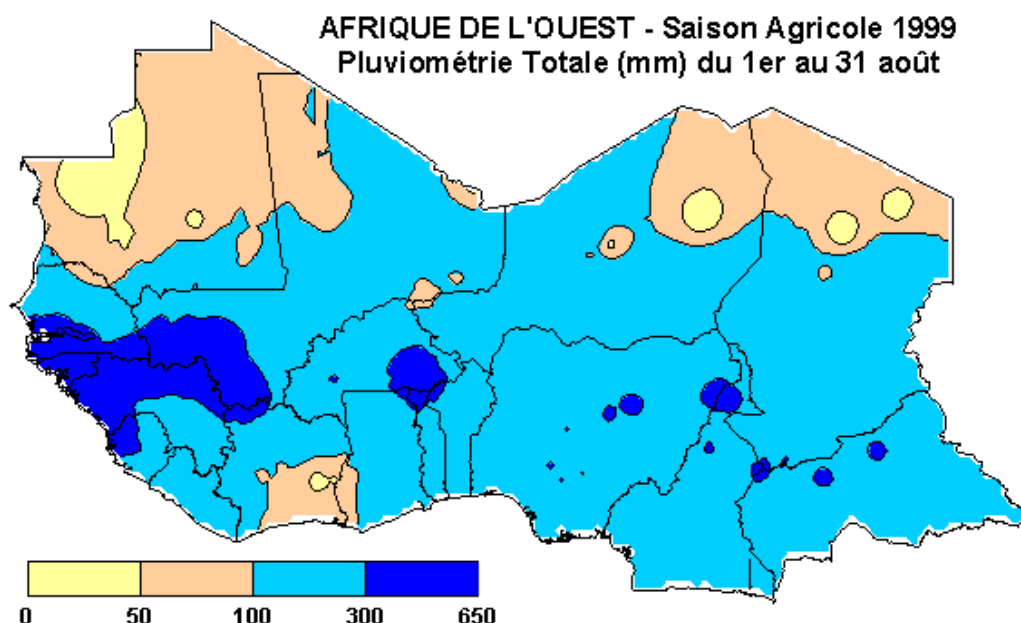 AFRIQUE DE L'OUEST - Saison Agricole 1999
Pluviométrie Totale (mm) du 1er au 31 août
0 50 100 300 650